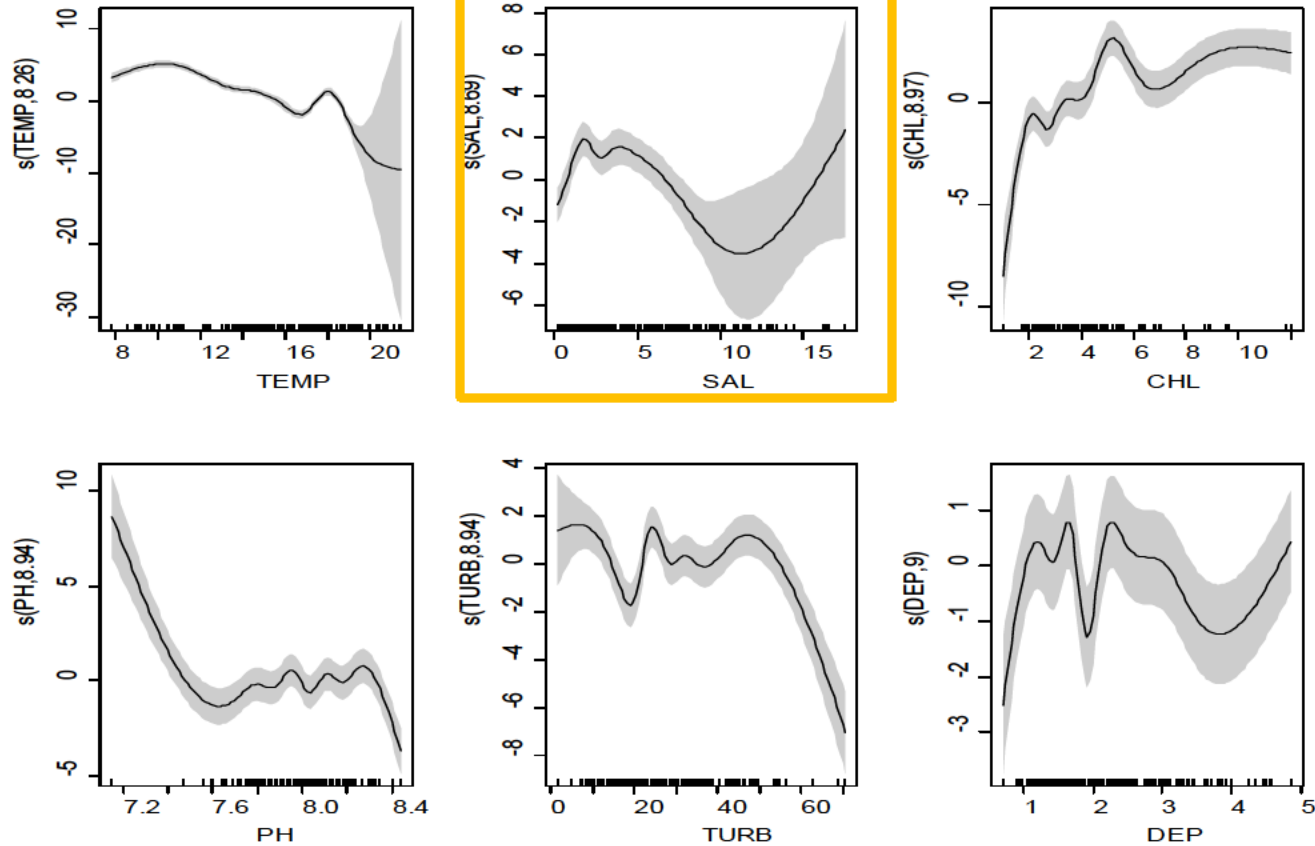 10
0
-10
-20
-30
s(TEMP,8.26)
8 12 16 20
TEMP
8
6
4
2
0
-2
-4
-6
s(SAL,8.69)
0 5 10 15
SAL
0
-5
-10
s(CHL,8.97)
2 4 6 8 10
CHL
10
5
0
-5
s(PH,8.94)
7.2 7.6 8.0 8.4
PH
4
2
0
-2
-4
-6
-8
s(TURB,8.94)
0 20 40 60
TURB
1
0
-1
-2
-3
s(DEP,9)
1 2 3 4 5
DEP